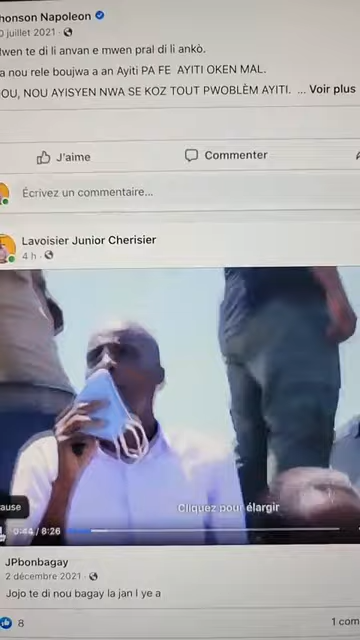 honson Napoleon
0 juillet 2021 ·
wen te di li anvan e mwen pral di li ankò.
a nou rele boujwa a an Ayiti PA FE AYITI OKEN MAL.
OU, NOU AYISYEN NWA SE KOZ TOUT PWOBLÈM AYITI. ... Voir plus
J'aime
Commenter
Écrivez un commentaire...
Lavoisier Junior Cherisier
4 h ·
ause
Cliquez pour élargir
0:44 / 8:26
JPbonbagay
2 décembre 2021 ·
Jojo te di nou bagay la jan l ye a
8
1 com